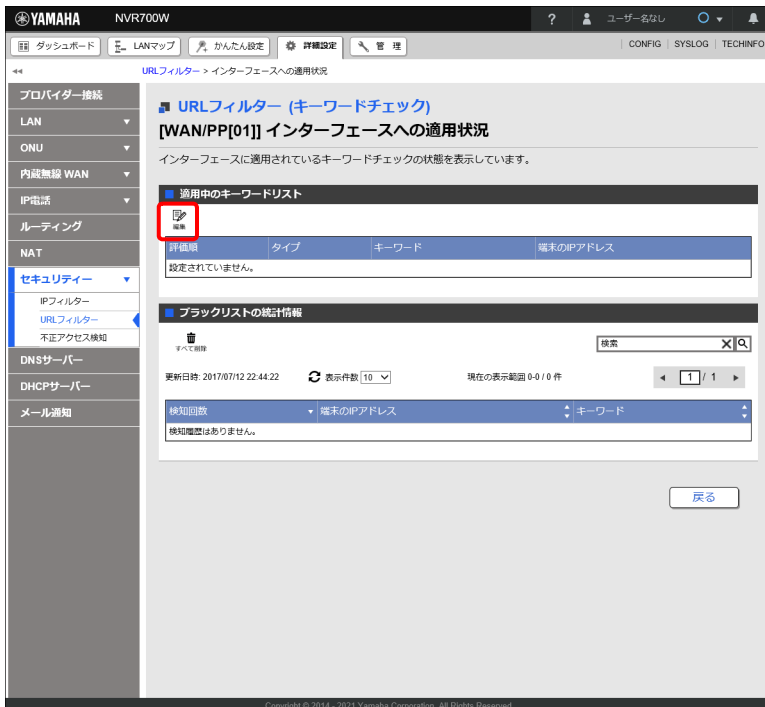 YAMAHA NVR700W ? ユーザー名なし
ダッシュボード LANマップ かんたん設定 詳細設定 管 理 CONFIG SYSLOG TECHINFO
URLフィルター > インターフェースへの適用状況
プロバイダー接続
LAN
ONU
内蔵無線 WAN
IP電話
ルーティング
NAT
セキュリティー
IPフィルター
URLフィルター
不正アクセス検知
DNSサーバー
DHCPサーバー
メール通知
URLフィルター (キーワードチェック)
[WAN/PP[01]] インターフェースへの適用状況
インターフェースに適用されているキーワードチェックの状態を表示しています。
適用中のキーワードリスト
編集
評価順 タイプ キーワード 端末のIPアドレス
設定されていません。
ブラックリストの統計情報
すべて削除 検索
更新日時: 2017/07/12 22:44:22 表示件数 10 現在の表示範囲 0-0 / 0 件 1 / 1
検知回数 端末のIPアドレス キーワード
検知履歴はありません。
戻る
Copyright © 2014 - 2021 Yamaha Corporation. All Rights Reserved.